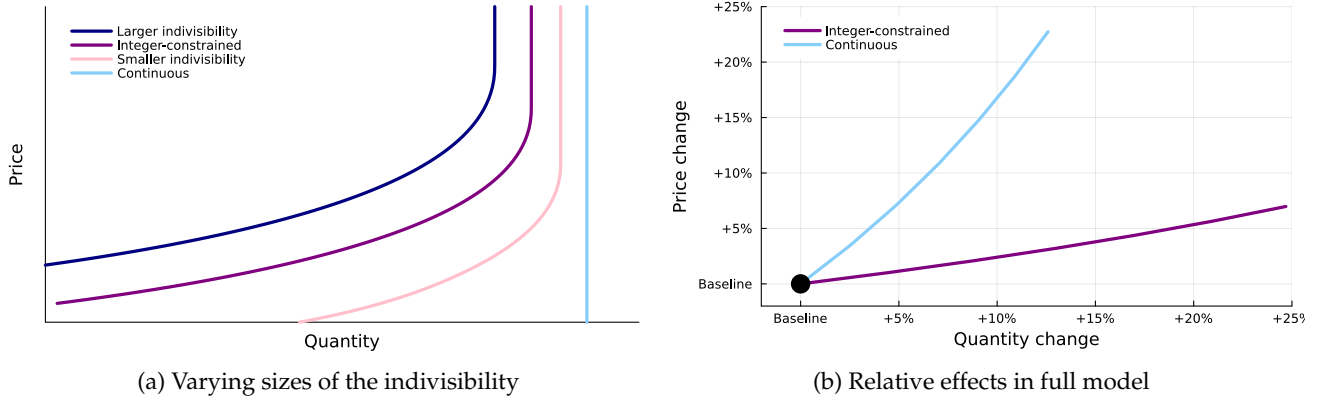 Larger indivisibility
Integer-constrained
Smaller indivisibility
Continuous
Price
Quantity
(a) Varying sizes of the indivisibility
+25%
+20%
+15%
+10%
+5%
Baseline
Price change
Integer-constrained
Continuous
Baseline
+5%
+10%
+15%
+20%
+25%
Quantity change
(b) Relative effects in full model